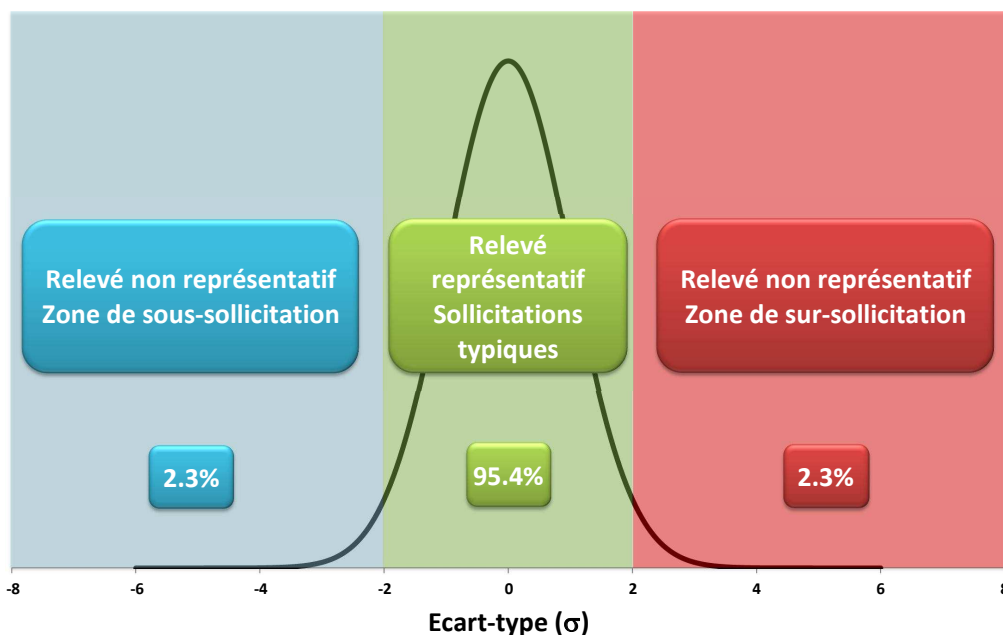 Relevé non représentatif
Zone de sous-sollicitation
Relevé
représentatif
Sollicitations
typiques
Relevé non représentatif
Zone de sur-sollicitation
2.3%
95.4%
2.3%
-8
-6
-4
-2
0
2
4
6
8
Ecart-type (σ)